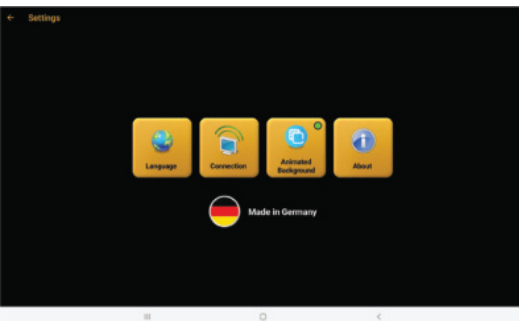 Settings
Language
Connection
Animated
Background
About
Made in Germany